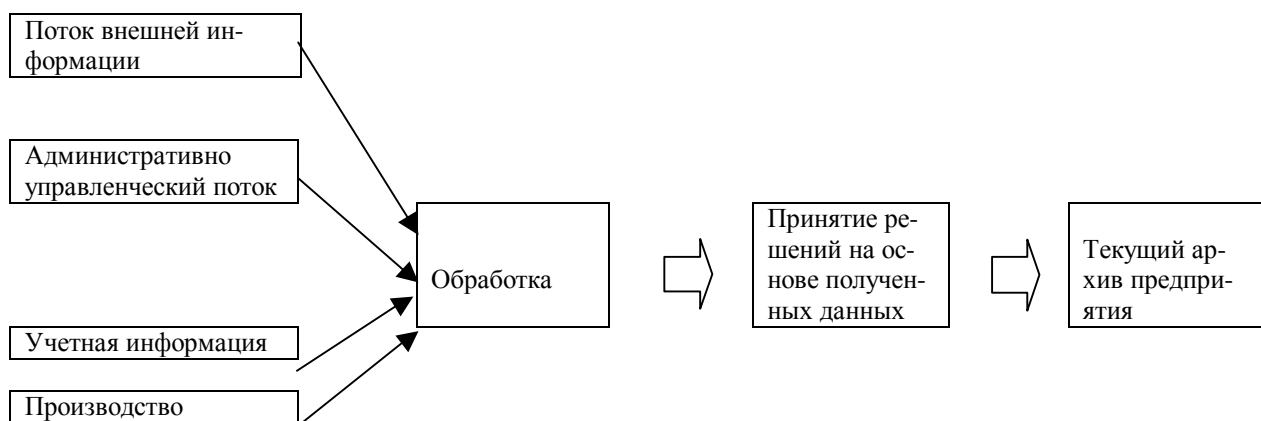 Поток внешней ин-
формации
Административно
управленческий поток
Учетная информация
Производство
Обработка
Принятие ре-
шений на ос-
нове получен-
ных данных
Текущий ар-
хив предпри-
ятия